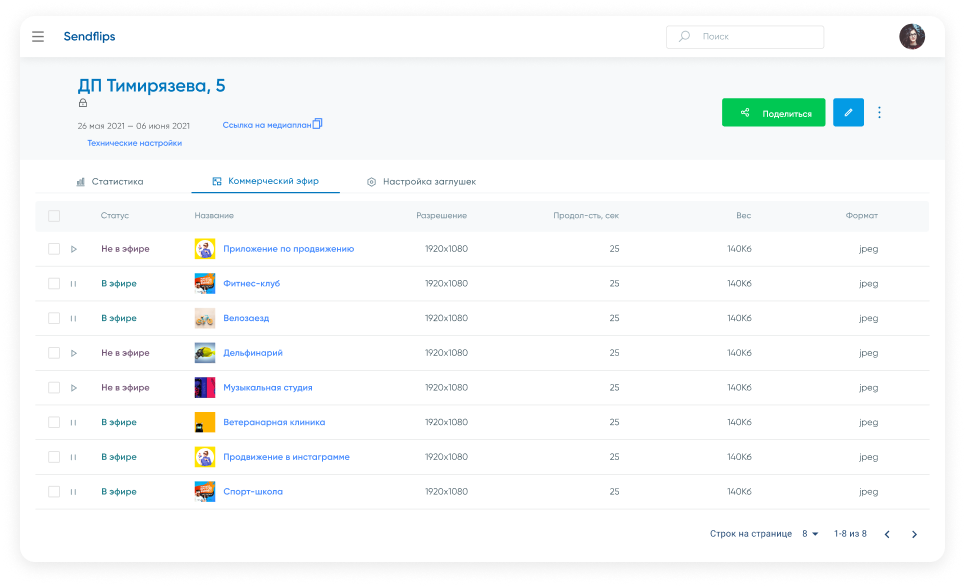 Sendflips
Поиск
ДП Тимирязева, 5
26 мая 2021 — 06 июня 2021
Ссылка на медиаплан
Технические настройки
Поделиться
Статистика Коммерческий эфир Настройка заглушек
Статус Название Разрешение Продол-сть, сек Вес Формат
Не в эфире Приложение по продвижению 1920x1080 25 140Кб jpeg
В эфире Фитнес-клуб 1920x1080 25 140Кб jpeg
В эфире Велозаезд 1920x1080 25 140Кб jpeg
Не в эфире Дельфинарий 1920x1080 25 140Кб jpeg
Не в эфире Музыкальная студия 1920x1080 25 140Кб jpeg
В эфире Ветеранарная клиника 1920x1080 25 140Кб jpeg
В эфире Продвижение в инстаграмме 1920x1080 25 140Кб jpeg
В эфире Спорт-школа 1920x1080 25 140Кб jpeg
Строк на странице 8 1-8 из 8